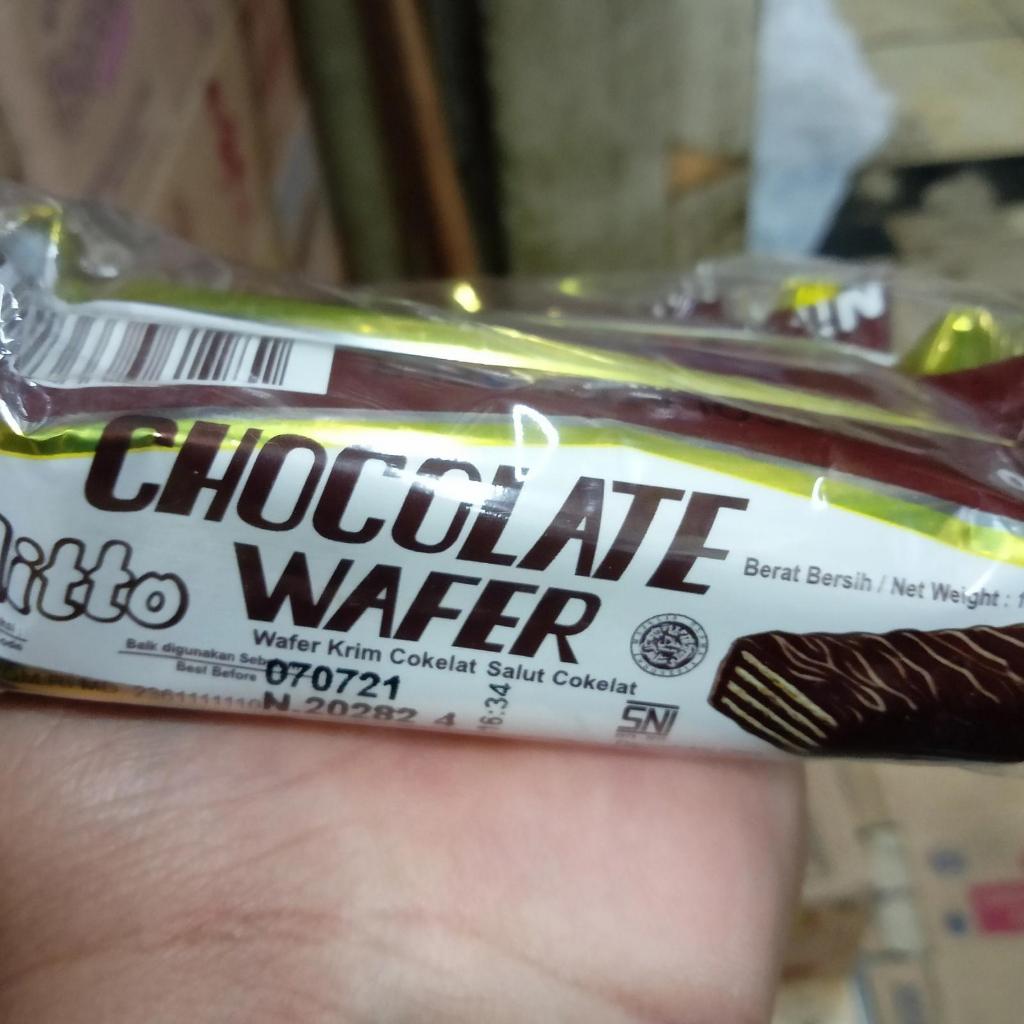 CHOCOLATE
WAFER
litto
Berat Bersih / Net Weight :
Wafer Krim Cokelat Salut Cokelat
Baik digunakan Seb
Best Before
070721
N 20282 4
16:34
SNI